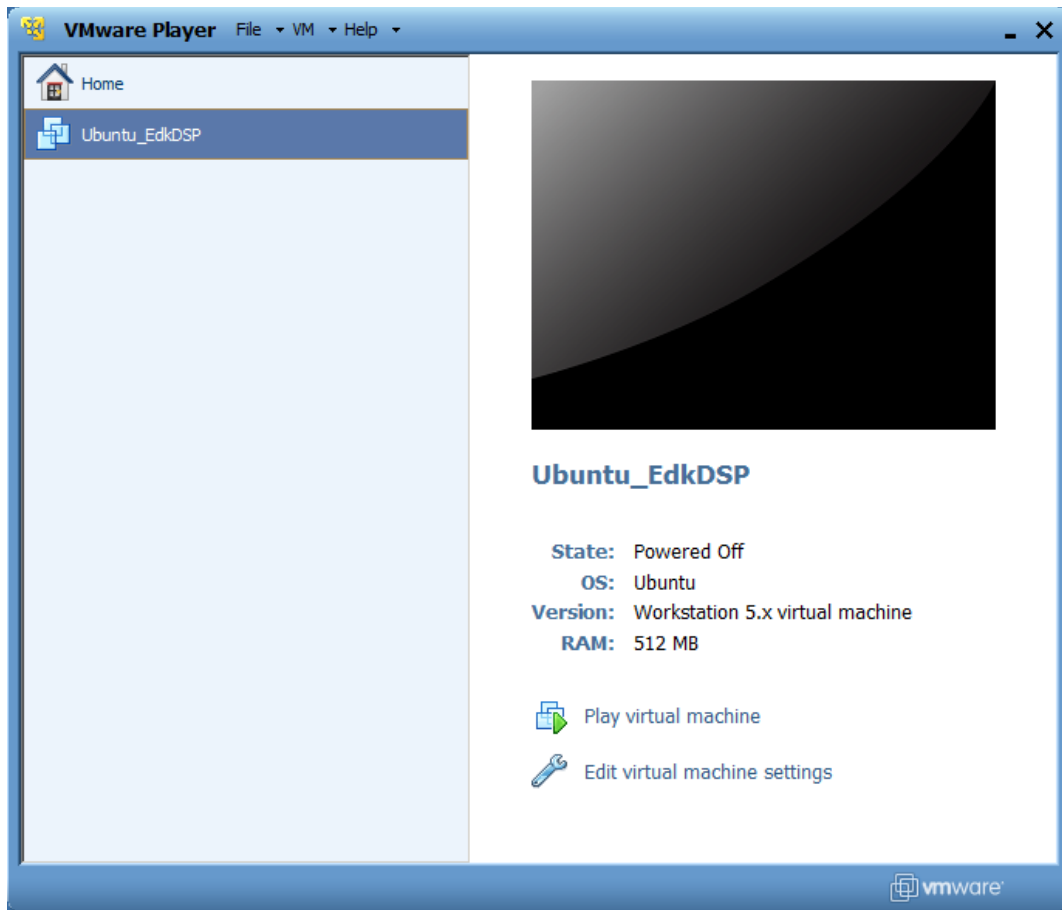 VMware Player File VM Help
Home
Ubuntu_EdkDSP
Ubuntu_EdkDSP
State: Powered Off
OS: Ubuntu
Version: Workstation 5.x virtual machine
RAM: 512 MB
Play virtual machine
Edit virtual machine settings
vmware